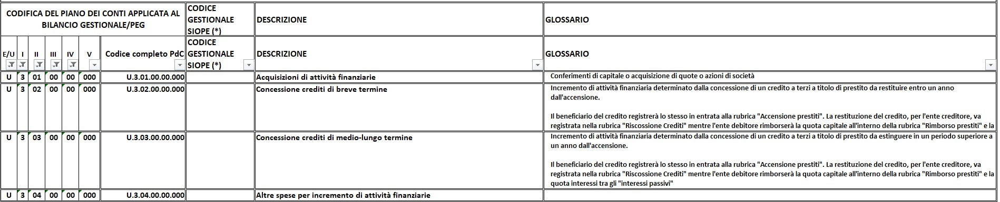 CODIFICA DEL PIANO DEI CONTI APPLICATA AL
BILANCIO GESTIONALE/PEG
CODICE
GESTIONALE
SIOPE (*)
DESCRIZIONE
GLOSSARIO
E/U I II III IV V Codice completo PdC
CODICE
GESTIONALE
SIOPE (*)
DESCRIZIONE
GLOSSARIO
U 3 01 00 00 000 U.3.01.00.00.000 Acquisizioni di attività finanziarie Conferimenti di capitale o acquisizione di quote o azioni di società
U 3 02 00 00 000 U.3.02.00.00.000 Concessione crediti di breve termine Incremento di attività finanziaria determinato dalla concessione di un credito a terzi a titolo di prestito da restituire entro un anno
dall'accensione.
Il beneficiario del credito registrerà lo stesso in entrata alla rubrica "Accensione prestiti". La restituzione del credito, per l'ente creditore, va
registrata nella rubrica "Riscossione Crediti" mentre l'ente debitore rimborserà la quota capitale all'interno della rubrica "Rimborso prestiti" e la
U 3 03 00 00 000 U.3.03.00.00.000 Concessione crediti di medio-lungo termine Incremento di attività finanziaria determinato dalla concessione di un credito a terzi a titolo di prestito da estinguere in un periodo superiore a
un anno dall'accensione.
Il beneficiario del credito registrerà lo stesso in entrata alla rubrica "Accensione prestiti". La restituzione del credito, per l'ente creditore, va
registrata nella rubrica "Riscossione Crediti" mentre l'ente debitore rimborserà la quota capitale all'interno della rubrica "Rimborso prestiti" e la
quota interessi tra gli "interessi passivi"
U 3 04 00 00 000 U.3.04.00.00.000 Altre spese per incremento di attività finanziarie